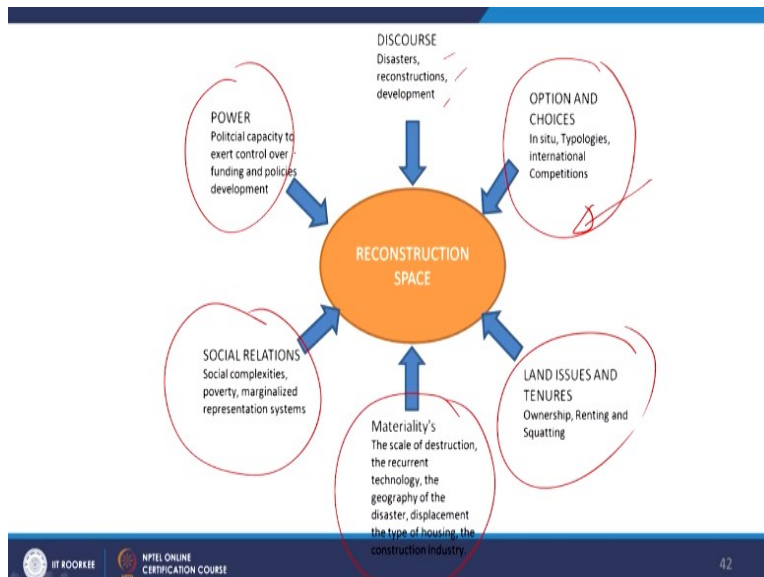 DISCOURSE
Disasters,
reconstructions,
development
POWER
Politcial capacity to
exert control over
funding and policies
development
OPTION AND
CHOICES
In situ, Typologies,
international
Competitions
RECONSTRUCTION
SPACE
SOCIAL RELATIONS
Social complexities,
poverty, marginalized
representation systems
Materiality's
The scale of destruction,
the recurrent
technology, the
geography of the
disaster, displacement
the type of housing, the
construction industry.
LAND ISSUES AND
TENURES
Ownership, Renting and
Squatting
IIT ROORKEE
NPTEL ONLINE
CERTIFICATION COURSE
42